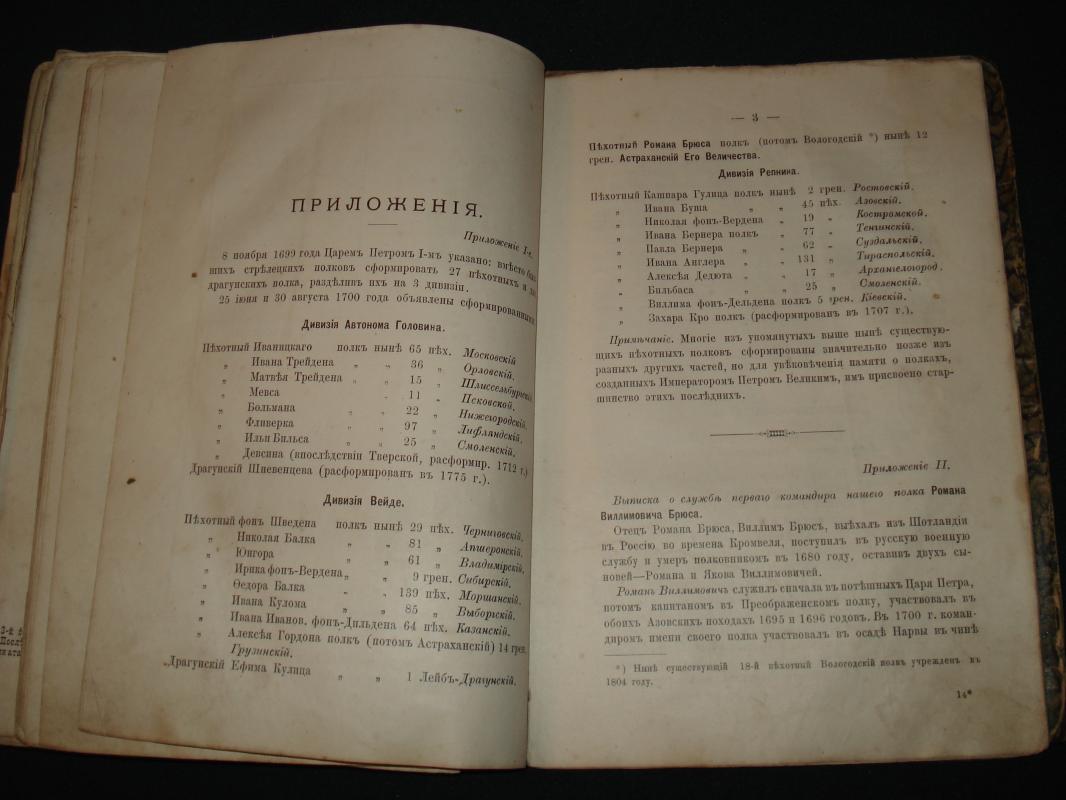 ПРИЛОЖЕНІЯ.
Приложеніе I-е.
8 ноября 1699 года Царемъ Петромъ I-мъ указано: вмѣсто
шихъ стрѣлецкихъ полковъ сформировать 27 пѣхотныхъ и
драгунскихъ полка, раздѣливъ ихъ на 3 дивизіи.
25 іюня и 30 августа 1700 года объявлены сформированными
Дивизія Автонома Головина.
Пѣхотный Иваницкаго полкъ нынѣ 65 пѣх. Московскій
„ Ивана Трейдена „ „ 36 „ Орловскій.
„ Матвѣя Трейдена „ „ 15 „ Шлиссельбургскій
„ Мевса „ 11 „ Псковской.
„ Больмана „ „ 22 „ Нижегородскій.
„ Фливерка „ „ 97 „ Лифляндскій.
„ Ильи Бильса „ „ 25 „ Смоленскій.
„ Девсина (впослѣдствіи Тверской, расформир. 1712 г.)
Драгунскій Шневенцева (расформированъ въ 1775 г.).
Дивизія Вейде.
Пѣхотный фонъ Шведена полкъ нынѣ 29 пѣх. Черниговскій.
„ Николая Балка „ „ 81 „ Апшеронскій.
„ Юнгора „ „ 61 „ Владимірскій.
„ Ирика фонъ-Вердена „ „ 9 грен. Сибирскій.
„ Ѳедора Балка „ „ 139 пѣх. Моршанскій.
„ Ивана Кулома „ „ 85 „ Выборьскій.
„ Ивана Иванов. фонъ-Дильдена 64 пѣх. Казанскій.
„ Алексѣя Гордона полкъ (потомъ Астраханскій) 14 грен.
Грузинскій.
Драгунскій Ефима Кулица „ „ 1 Лейбъ-Драгунскій.
— 3 —
Пѣхотный Романа Брюса полкъ (потомъ Вологодскій *) нынѣ 12
грен. Астраханскій Его Величества.
Дивизія Репнина.
Пѣхотный Кашпара Гулица полкъ нынѣ 2 грен. Ростовскій.
„ Ивана Буша „ „ 45 пѣх. Азовскій.
„ Николая фонъ-Вердена „ 19 „ Костромской.
„ Ивана Бернера полкъ „ 77 „ Тенгинскій.
„ Павла Бернера „ „ 62 „ Суздальскій.
„ Ивана Англера „ „ 131 „ Тираспольскій.
„ Алексѣя Дедюта „ „ 17 „ Архангелогород.
„ Бильбаса „ „ 25 „ Смоленскій.
„ Виллима фонъ-Дельдена полкъ 5 грен. Кіевскій.
„ Захара Кро полкъ (расформированъ въ 1707 г.).
Примѣчаніе. Многіе изъ упомянутыхъ выше нынѣ существую-
щихъ пѣхотныхъ полковъ сформированы значительно позже изъ
разныхъ другихъ частей, но для увѣковѣченія памяти о полкахъ,
созданныхъ Императоромъ Петромъ Великимъ, имъ присвоено стар-
шинство этихъ послѣднихъ.
Приложеніе II.
Выписка о службѣ перваго командира нашего полка Романа
Виллимовича Брюса.
Отецъ Романа Брюса, Виллимъ Брюсъ, выѣхалъ изъ Шотландіи
въ Россію во времена Кромвеля, поступилъ въ русскую военную
службу и умеръ полковникомъ въ 1680 году, оставивъ двухъ сы-
новей—Романа и Якова Виллимовичей.
Романъ Виллимовичъ служилъ сначала въ потѣшныхъ Царя Петра,
потомъ капитаномъ въ Преображенскомъ полку, участвовалъ въ
обоихъ Азовскихъ походахъ 1695 и 1696 годовъ. Въ 1700 г. коман-
диромъ имени своего полка участвовалъ въ осадѣ Нарвы въ чинѣ
*) Нынѣ существующій 18-й пѣхотный Вологодскій полкъ учрежденъ въ
1804 году.
14*